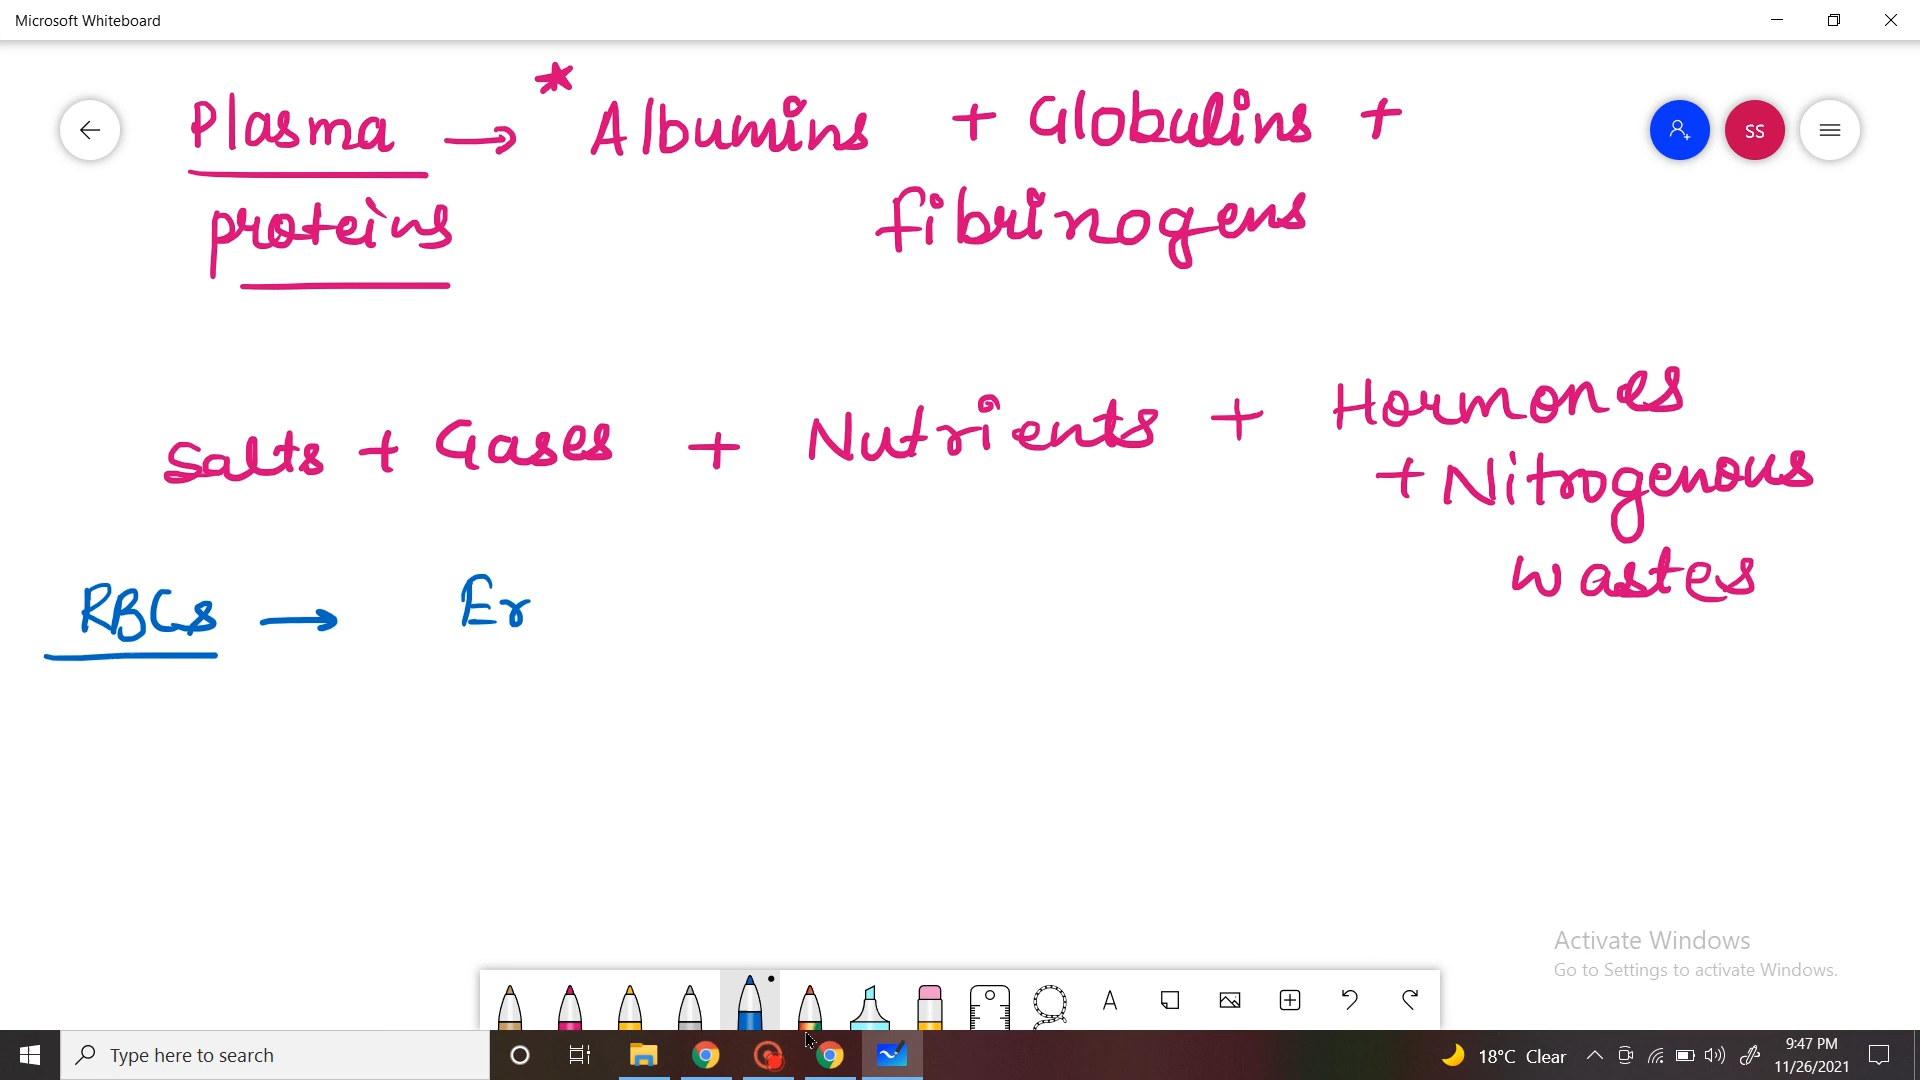 Microsoft Whiteboard
Plasma → * Albumins + Globulins +
proteins fibrinogens
SS
Salts + Gases + Nutrients + Hormones
+ Nitrogenous
wastes
RBCs → Er
Activate Windows
Go to Settings to activate Windows.
A
Type here to search
18°C Clear
9:47 PM
11/26/2021